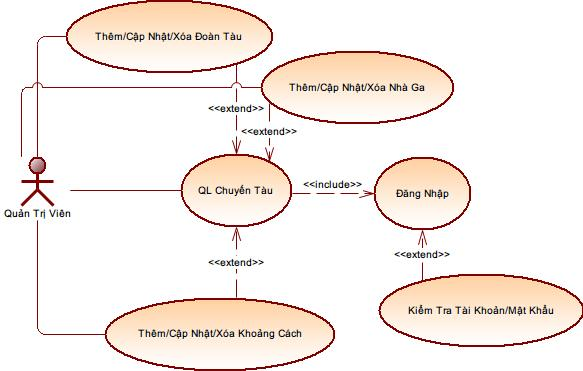 Thêm/Cập Nhật/Xóa Đoàn Tàu
Thêm/Cập Nhật/Xóa Nhà Ga
<<extend>>
<<extend>>
QL Chuyến Tàu
<<include>>
Đăng Nhập
Quản Trị Viên
<<extend>>
<<extend>>
Kiểm Tra Tài Khoản/Mật Khẩu
Thêm/Cập Nhật/Xóa Khoảng Cách